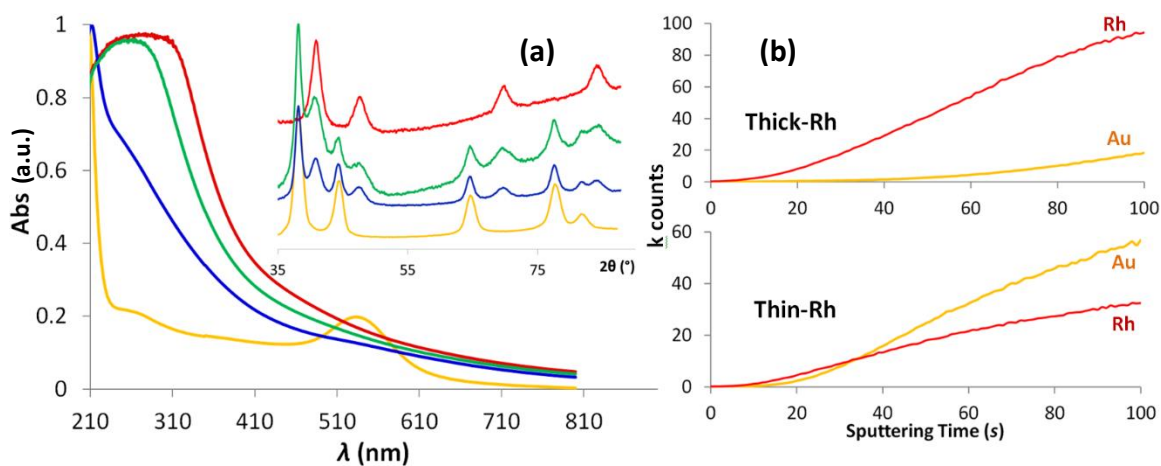 Abs (a.u.)
1
0.8
0.6
0.4
0.2
0
210 310 410 510 610 710 810
λ (nm)
(a)
35 55 75 2θ (°)
k counts
(b)
100
80
60
40
20
0
Rh
Thick-Rh
Au
0 20 40 60 80 100
60
40
20
0
Au
Thin-Rh
Rh
0 20 40 60 80 100
Sputtering Time (s)